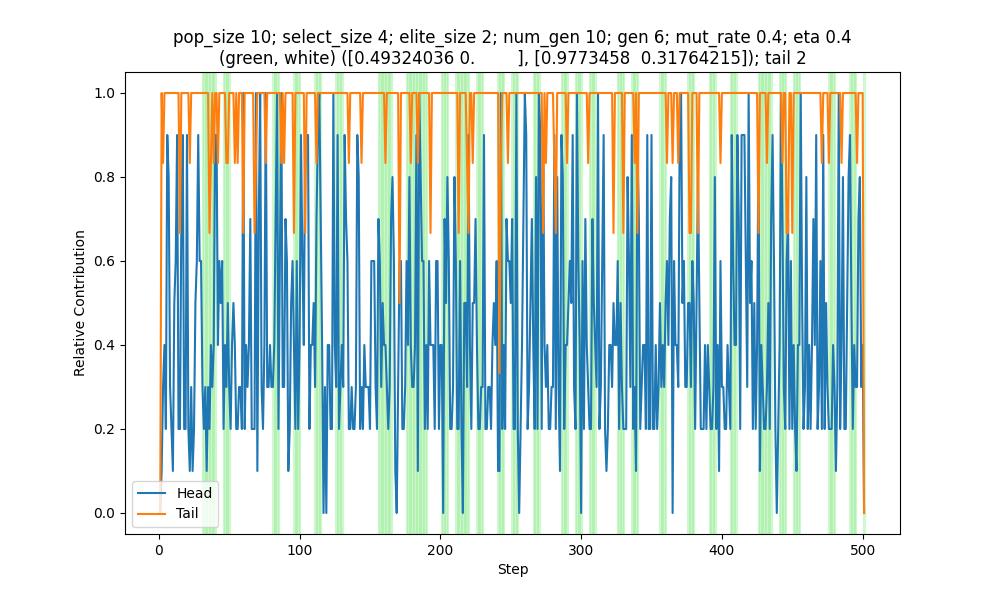 pop_size 10; select_size 4; elite_size 2; num_gen 10; gen 6; mut_rate 0.4; eta 0.4
(green, white) ([0.49324036 0.        ], [0.9773458  0.31764215]); tail 2
1.0
0.8
0.6
0.4
0.2
0.0
Relative Contribution
Head
Tail
0 100 200 300 400 500
Step